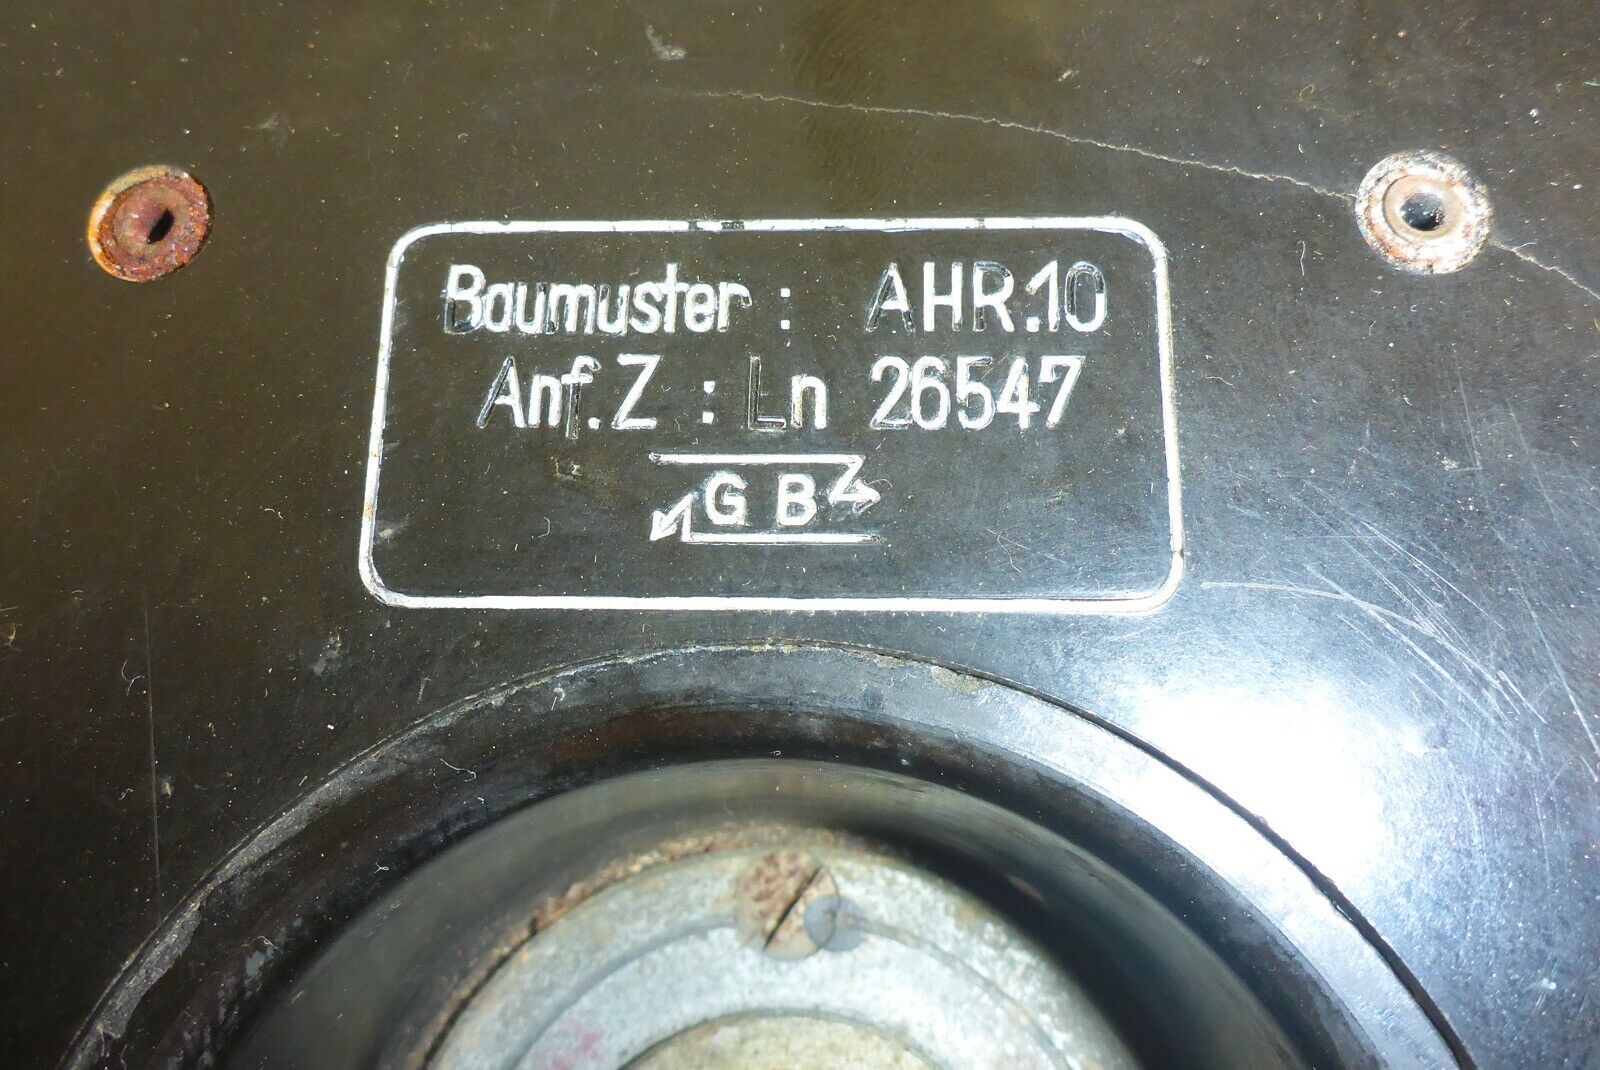 Baumuster : AHR.10
Anf.Z : Ln 26547
G B